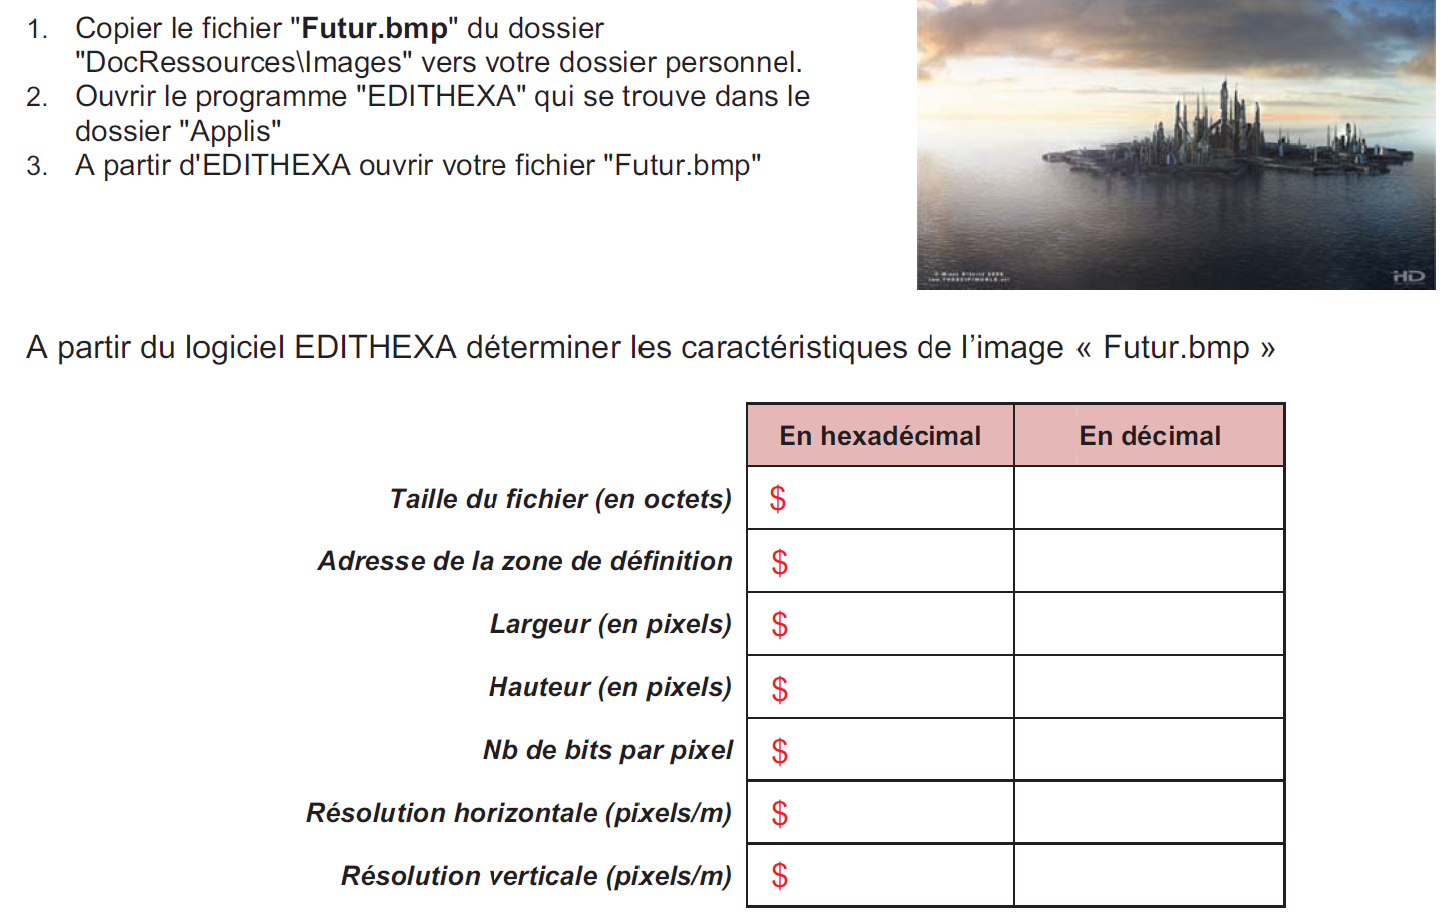 1. Copier le fichier "Futur.bmp" du dossier
"DocRessources\Images" vers votre dossier personnel.
2. Ouvrir le programme "EDITHEXA" qui se trouve dans le
dossier "Applis"
3. A partir d'EDITHEXA ouvrir votre fichier "Futur.bmp"
HD
A partir du logiciel EDITHEXA déterminer les caractéristiques de l'image « Futur.bmp »
En hexadécimal En décimal
Taille du fichier (en octets) $
Adresse de la zone de définition $
Largeur (en pixels) $
Hauteur (en pixels) $
Nb de bits par pixel $
Résolution horizontale (pixels/m) $
Résolution verticale (pixels/m) $